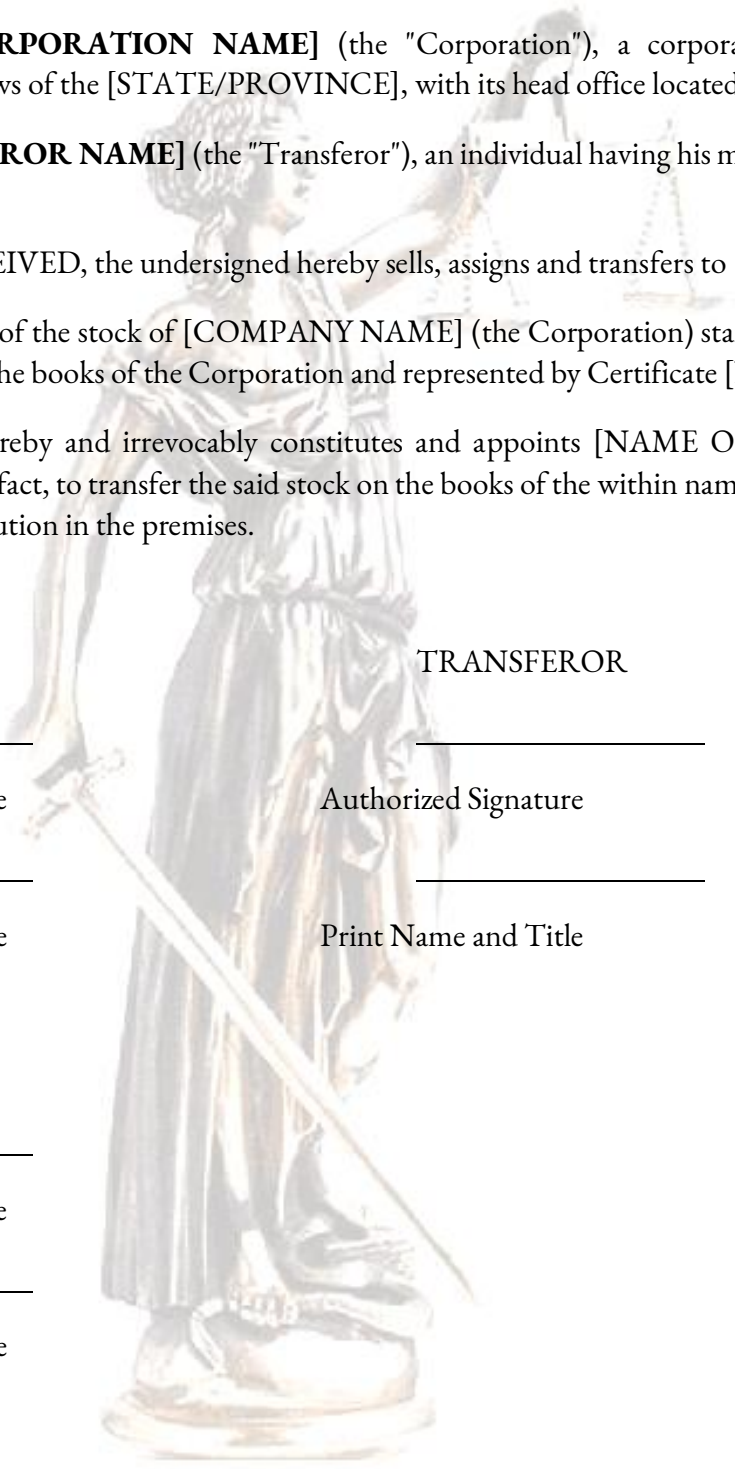 RPORATION NAME] (the "Corporation"), a corpora
ws of the [STATE/PROVINCE], with its head office located
ROR NAME] (the "Transferor"), an individual having his m
EIVED, the undersigned hereby sells, assigns and transfers to
of the stock of [COMPANY NAME] (the Corporation) sta
he books of the Corporation and represented by Certificate [
reby and irrevocably constitutes and appoints [NAME O
fact, to transfer the said stock on the books of the within nam
ution in the premises.
TRANSFEROR
e Authorized Signature
e Print Name and Title
e
e